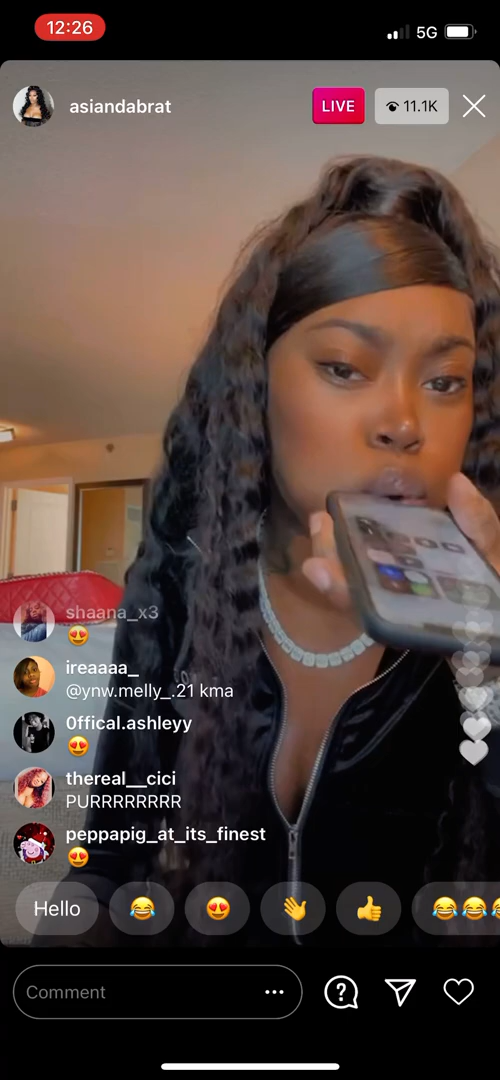 12:26
5G
asiandabrat
LIVE
11.1K
shaana_x3
😍
ireaaaa_
@ynw.melly_.21 kma
0ffical.ashleyy
😍
thereal__cici
PURRRRRRRR
peppapig_at_its_finest
😍
Hello 😂 😍 👋 👍 😂😂
Comment